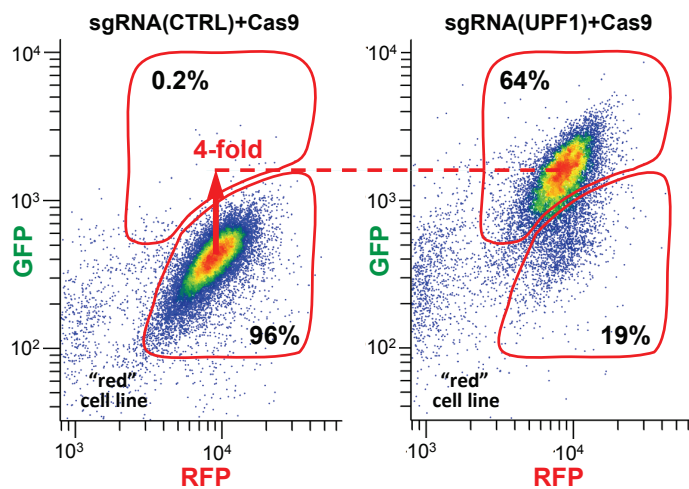 sgRNA(CTRL)+Cas9
sgRNA(UPF1)+Cas9
10⁴
0.2%
4-fold
10³
GFP
10²
96%
“red”
cell line
10³
10⁴
RFP
10⁴
64%
10³
GFP
10²
19%
“red”
cell line
10³
10⁴
RFP